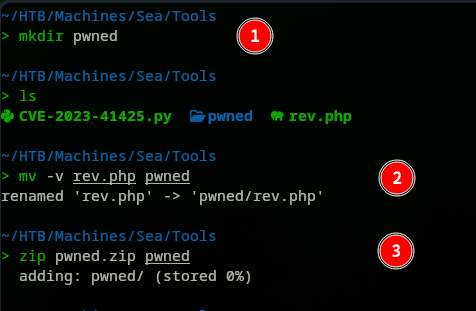 ~/HTB/Machines/Sea/Tools
> mkdir pwned
1
~/HTB/Machines/Sea/Tools
> ls
CVE-2023-41425.py pwned rev.php
~/HTB/Machines/Sea/Tools
> mv -v rev.php pwned
2
renamed 'rev.php' -> 'pwned/rev.php'
~/HTB/Machines/Sea/Tools
> zip pwned.zip pwned
3
adding: pwned/ (stored 0%)